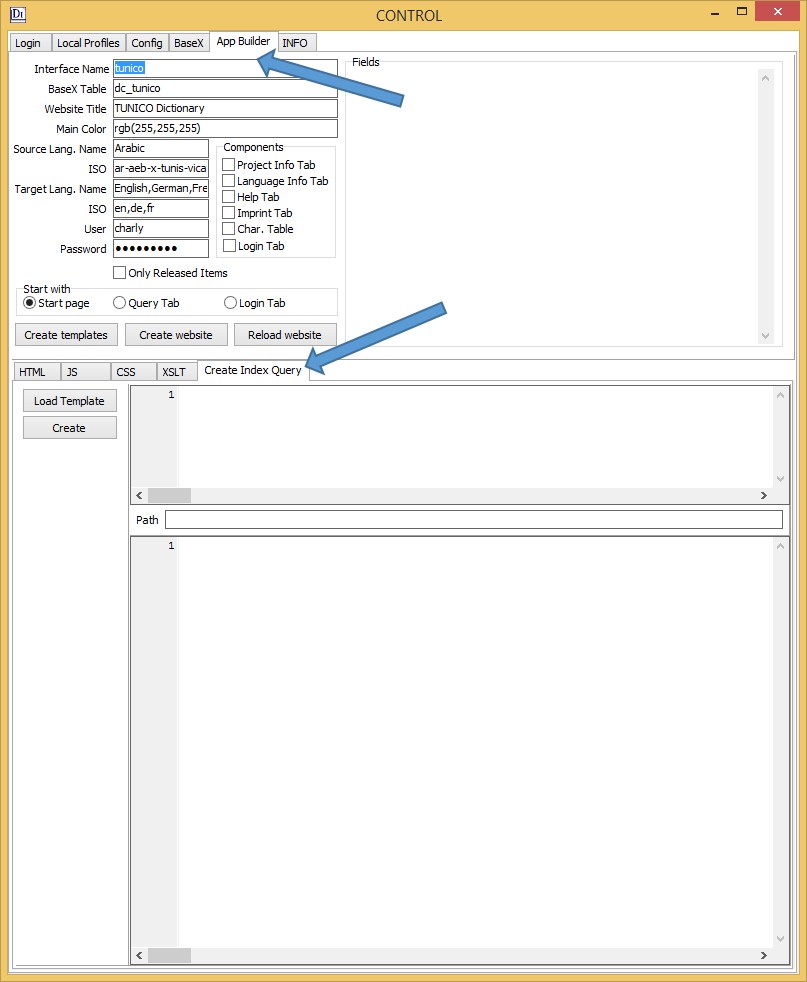 DI
CONTROL
Login Local Profiles Config BaseX App Builder INFO
Interface Name tunico
BaseX Table dc_tunico
Website Title TUNICO Dictionary
Main Color rgb(255,255,255)
Source Lang. Name Arabic
ISO ar-aeb-x-tunis-vica
Target Lang. Name English,German,Fre
ISO en,de,fr
User charly
Password ●●●●●●●●●
Components
Project Info Tab
Language Info Tab
Help Tab
Imprint Tab
Char. Table
Login Tab
Only Released Items
Start with
Start page Query Tab Login Tab
Create templates Create website Reload website
Fields
HTML JS CSS XSLT Create Index Query
Load Template
Create
1
Path
1